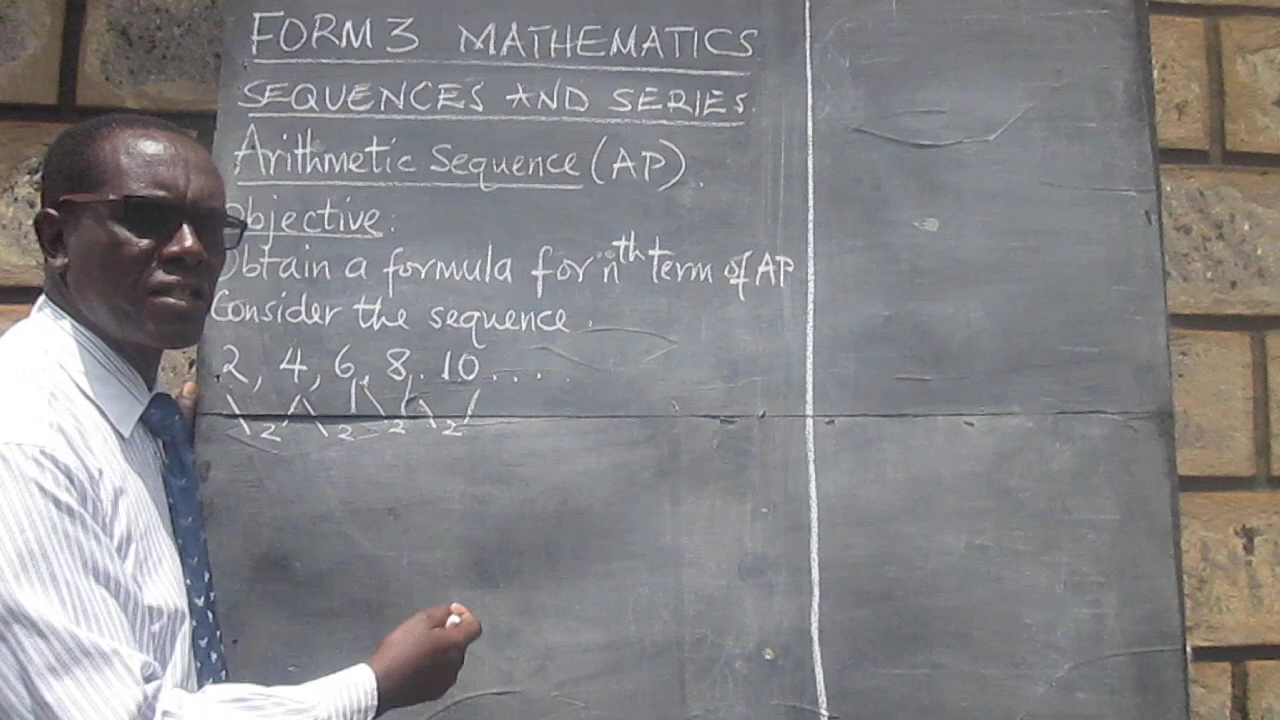 FORM 3 MATHEMATICS
SEQUENCES AND SERIES.
Arithmetic Sequence (AP).
Objective:
Obtain a formula for nth term of AP
Consider the sequence.
2, 4, 6, 8, 10....
2 2 2 2